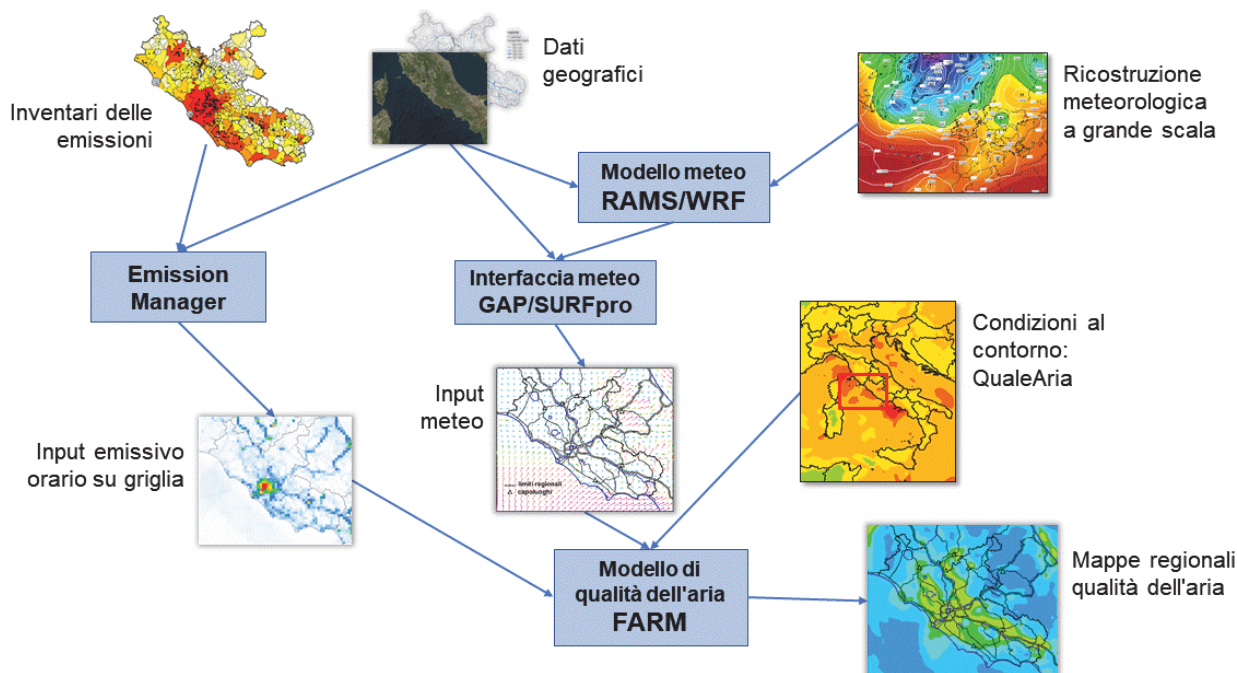 Dati
geografici
Inventari delle
emissioni
Ricostruzione
meteorologica
a grande scala
Modello meteo
RAMS/WRF
Emission
Manager
Interfaccia meteo
GAP/SURFpro
Condizioni al
contorno:
QualeAria
Input
meteo
limiti regionali
capoluoghi
Input emissivo
orario su griglia
Modello di
qualità dell'aria
FARM
Mappe regionali
qualità dell'aria